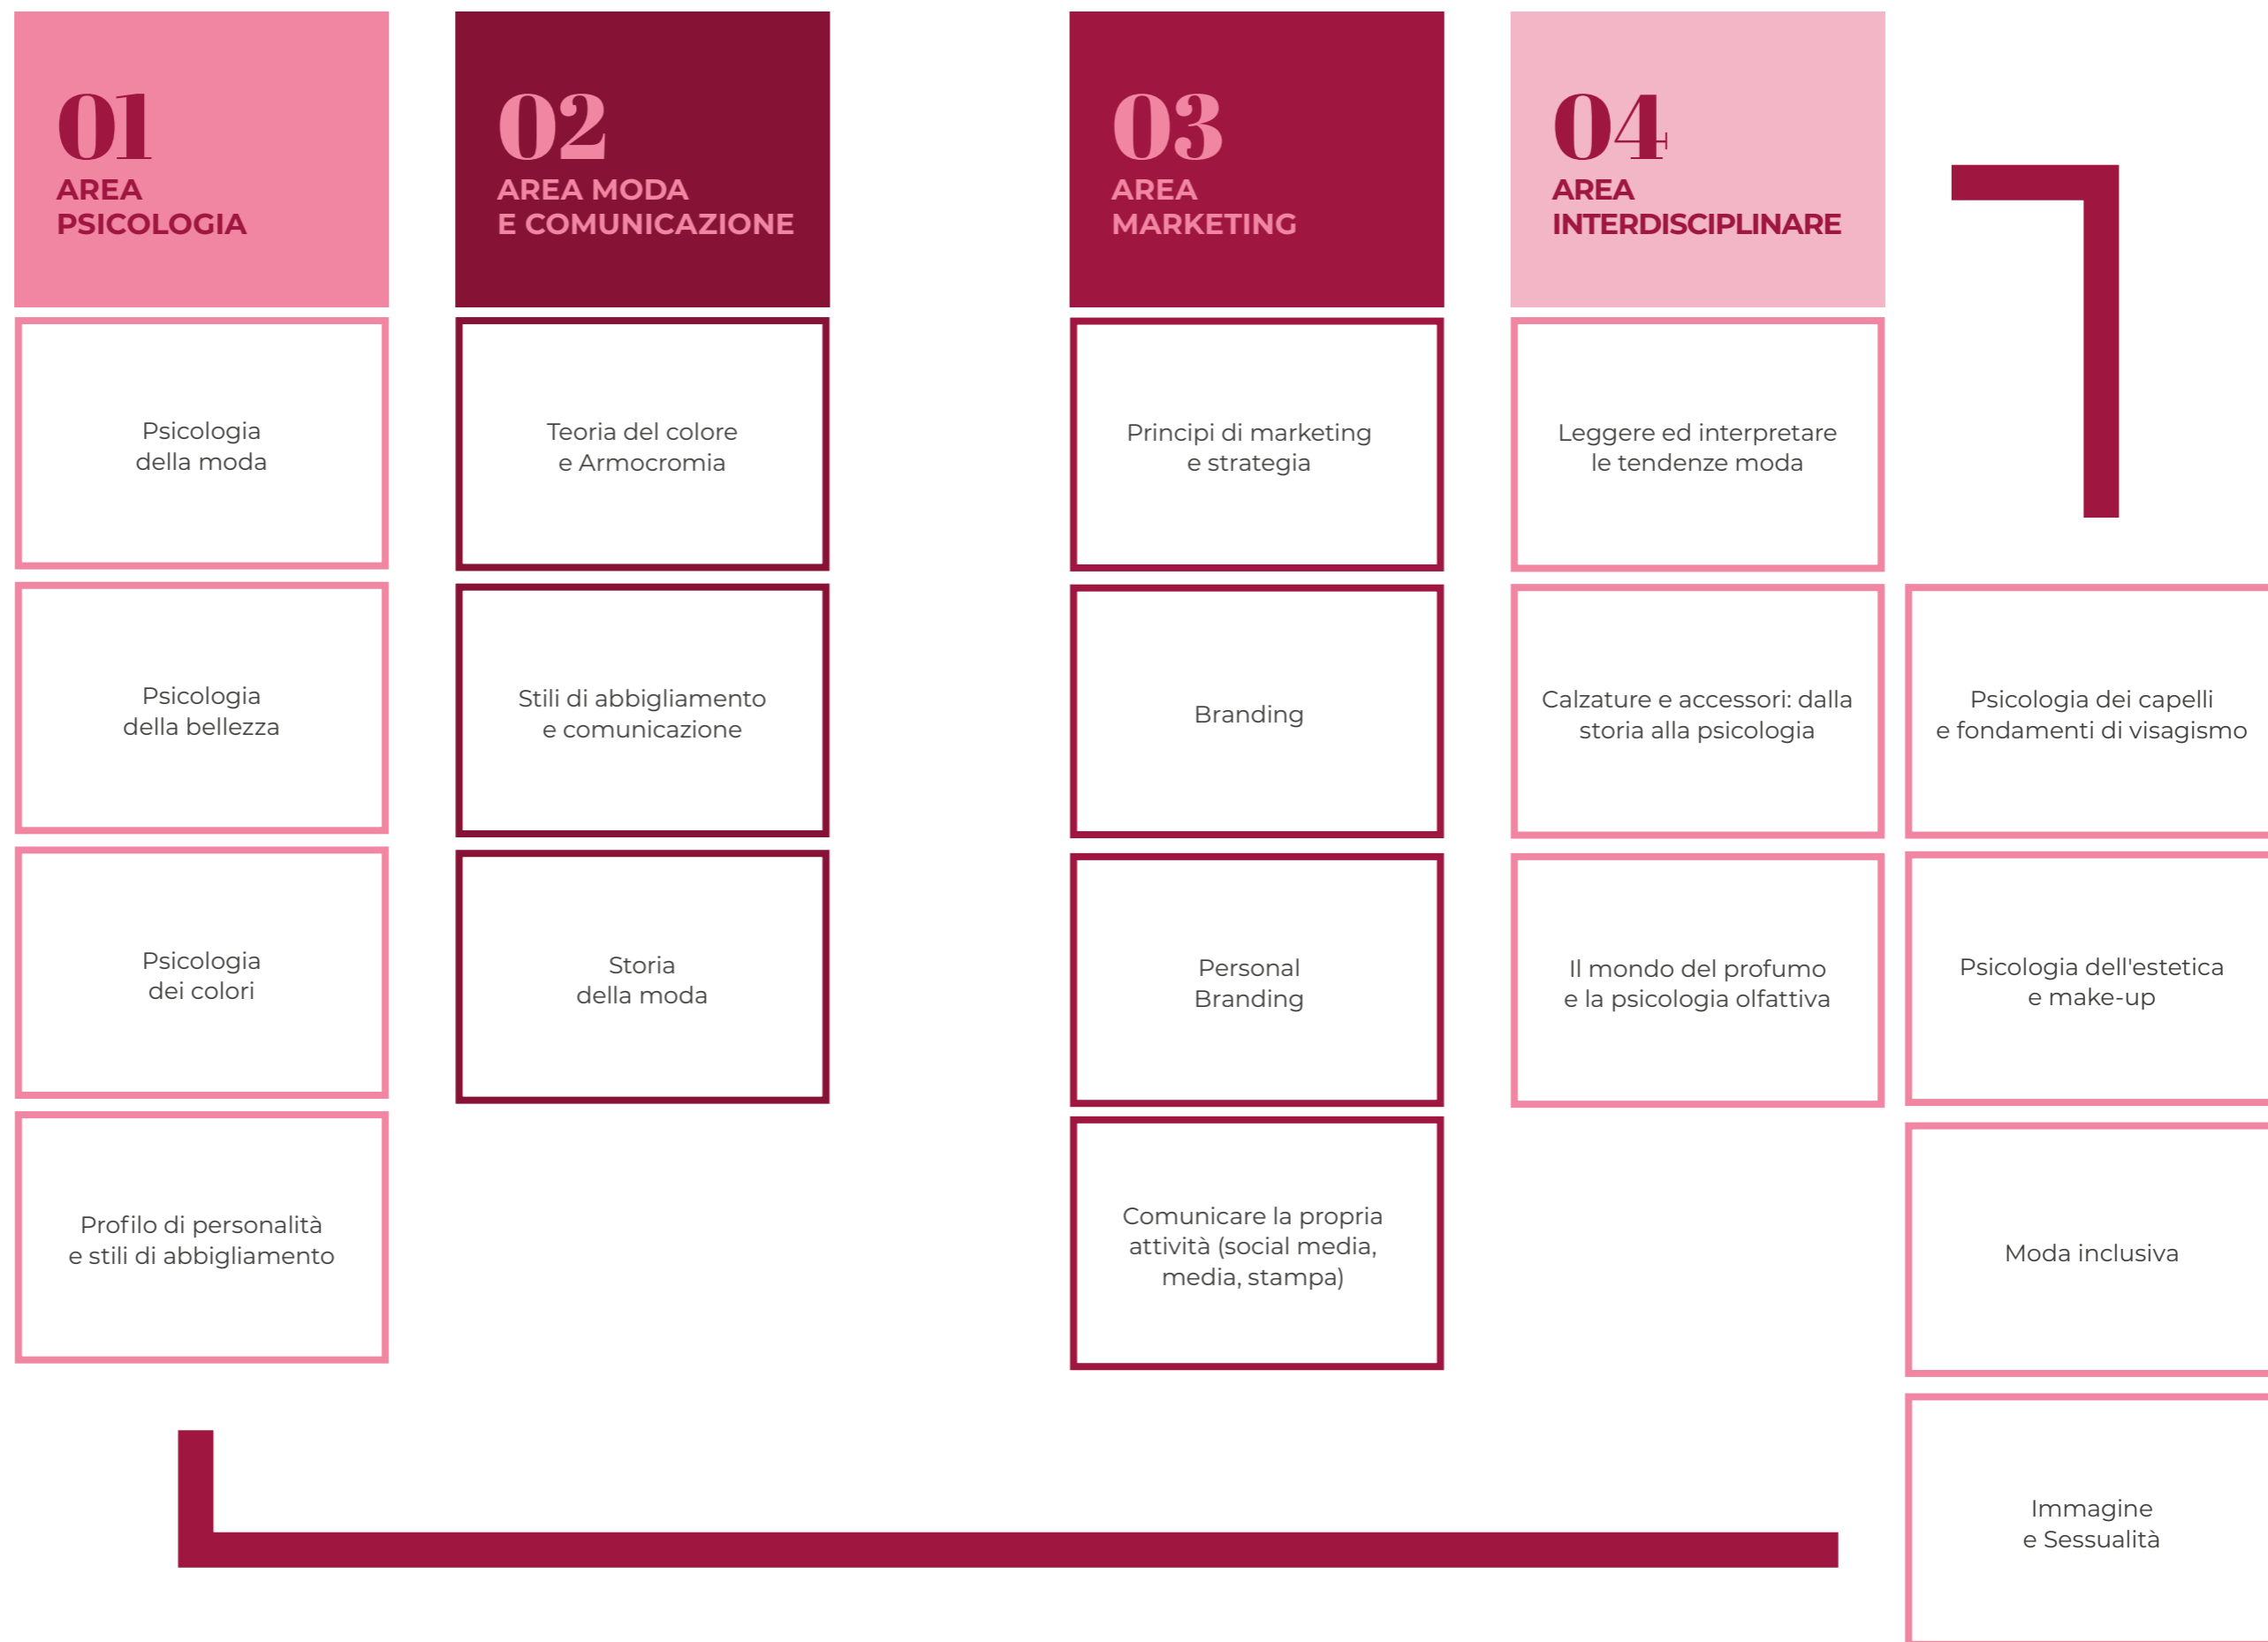 01
AREA
PSICOLOGIA
Psicologia
della moda
Psicologia
della bellezza
Psicologia
dei colori
Profilo di personalità
e stili di abbigliamento
02
AREA MODA
E COMUNICAZIONE
Teoria del colore
e Armocromia
Stili di abbigliamento
e comunicazione
Storia
della moda
03
AREA
MARKETING
Principi di marketing
e strategia
Branding
Personal
Branding
Comunicare la propria
attività (social media,
media, stampa)
04
AREA
INTERDISCIPLINARE
Leggere ed interpretare
le tendenze moda
Calzature e accessori: dalla
storia alla psicologia
Il mondo del profumo
e la psicologia olfattiva
Psicologia dei capelli
e fondamenti di visagismo
Psicologia dell'estetica
e make-up
Moda inclusiva
Immagine
e Sessualità